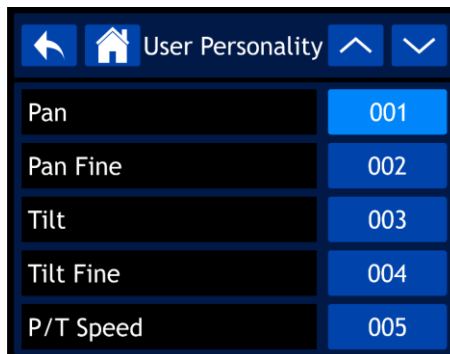 User Personality
Pan 001
Pan Fine 002
Tilt 003
Tilt Fine 004
P/T Speed 005